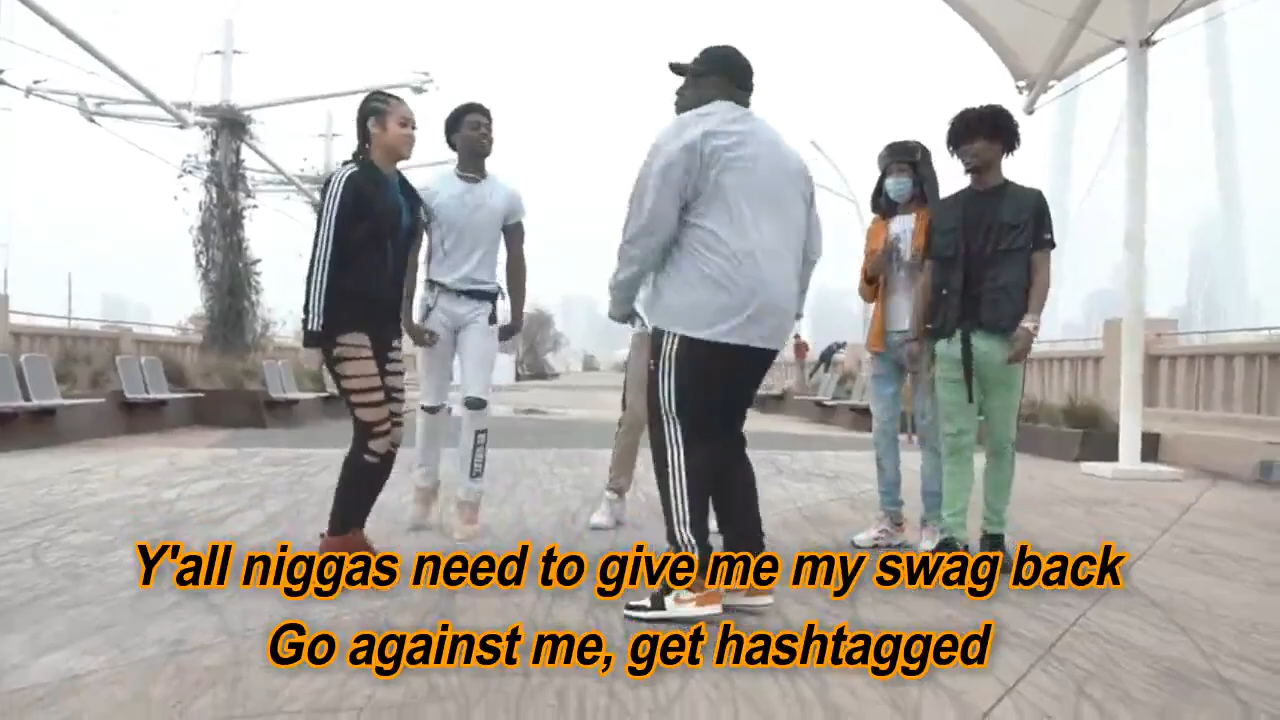 Y'all niggas need to give me my swag back
Go against me, get hashtagged